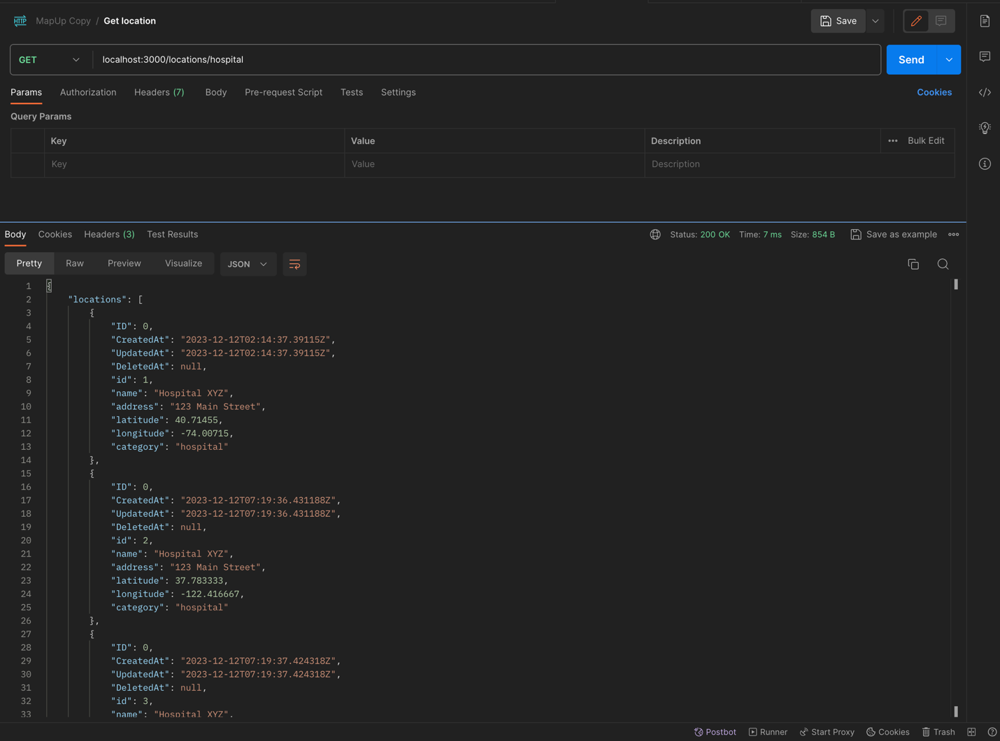 HTTP MapUp Copy / Get location Save
GET localhost:3000/locations/hospital Send
Params Authorization Headers (7) Body Pre-request Script Tests Settings Cookies
Query Params
Key Value Description ••• Bulk Edit
Key Value Description
Body Cookies Headers (3) Test Results Status: 200 OK Time: 7 ms Size: 854 B Save as example
Pretty Raw Preview Visualize JSON
1 {
2 "locations": [
3 {
4 "ID": 0,
5 "CreatedAt": "2023-12-12T02:14:37.39115Z",
6 "UpdatedAt": "2023-12-12T02:14:37.39115Z",
7 "DeletedAt": null,
8 "id": 1,
9 "name": "Hospital XYZ",
10 "address": "123 Main Street",
11 "latitude": 40.71455,
12 "longitude": -74.00715,
13 "category": "hospital"
14 },
15 {
16 "ID": 0,
17 "CreatedAt": "2023-12-12T07:19:36.431188Z",
18 "UpdatedAt": "2023-12-12T07:19:36.431188Z",
19 "DeletedAt": null,
20 "id": 2,
21 "name": "Hospital XYZ",
22 "address": "123 Main Street",
23 "latitude": 37.783333,
24 "longitude": -122.416667,
25 "category": "hospital"
26 },
27 {
28 "ID": 0,
29 "CreatedAt": "2023-12-12T07:19:37.424318Z",
30 "UpdatedAt": "2023-12-12T07:19:37.424318Z",
31 "DeletedAt": null,
32 "id": 3,
33 "name": "Hospital XYZ",
Postbot Runner Start Proxy Cookies Trash